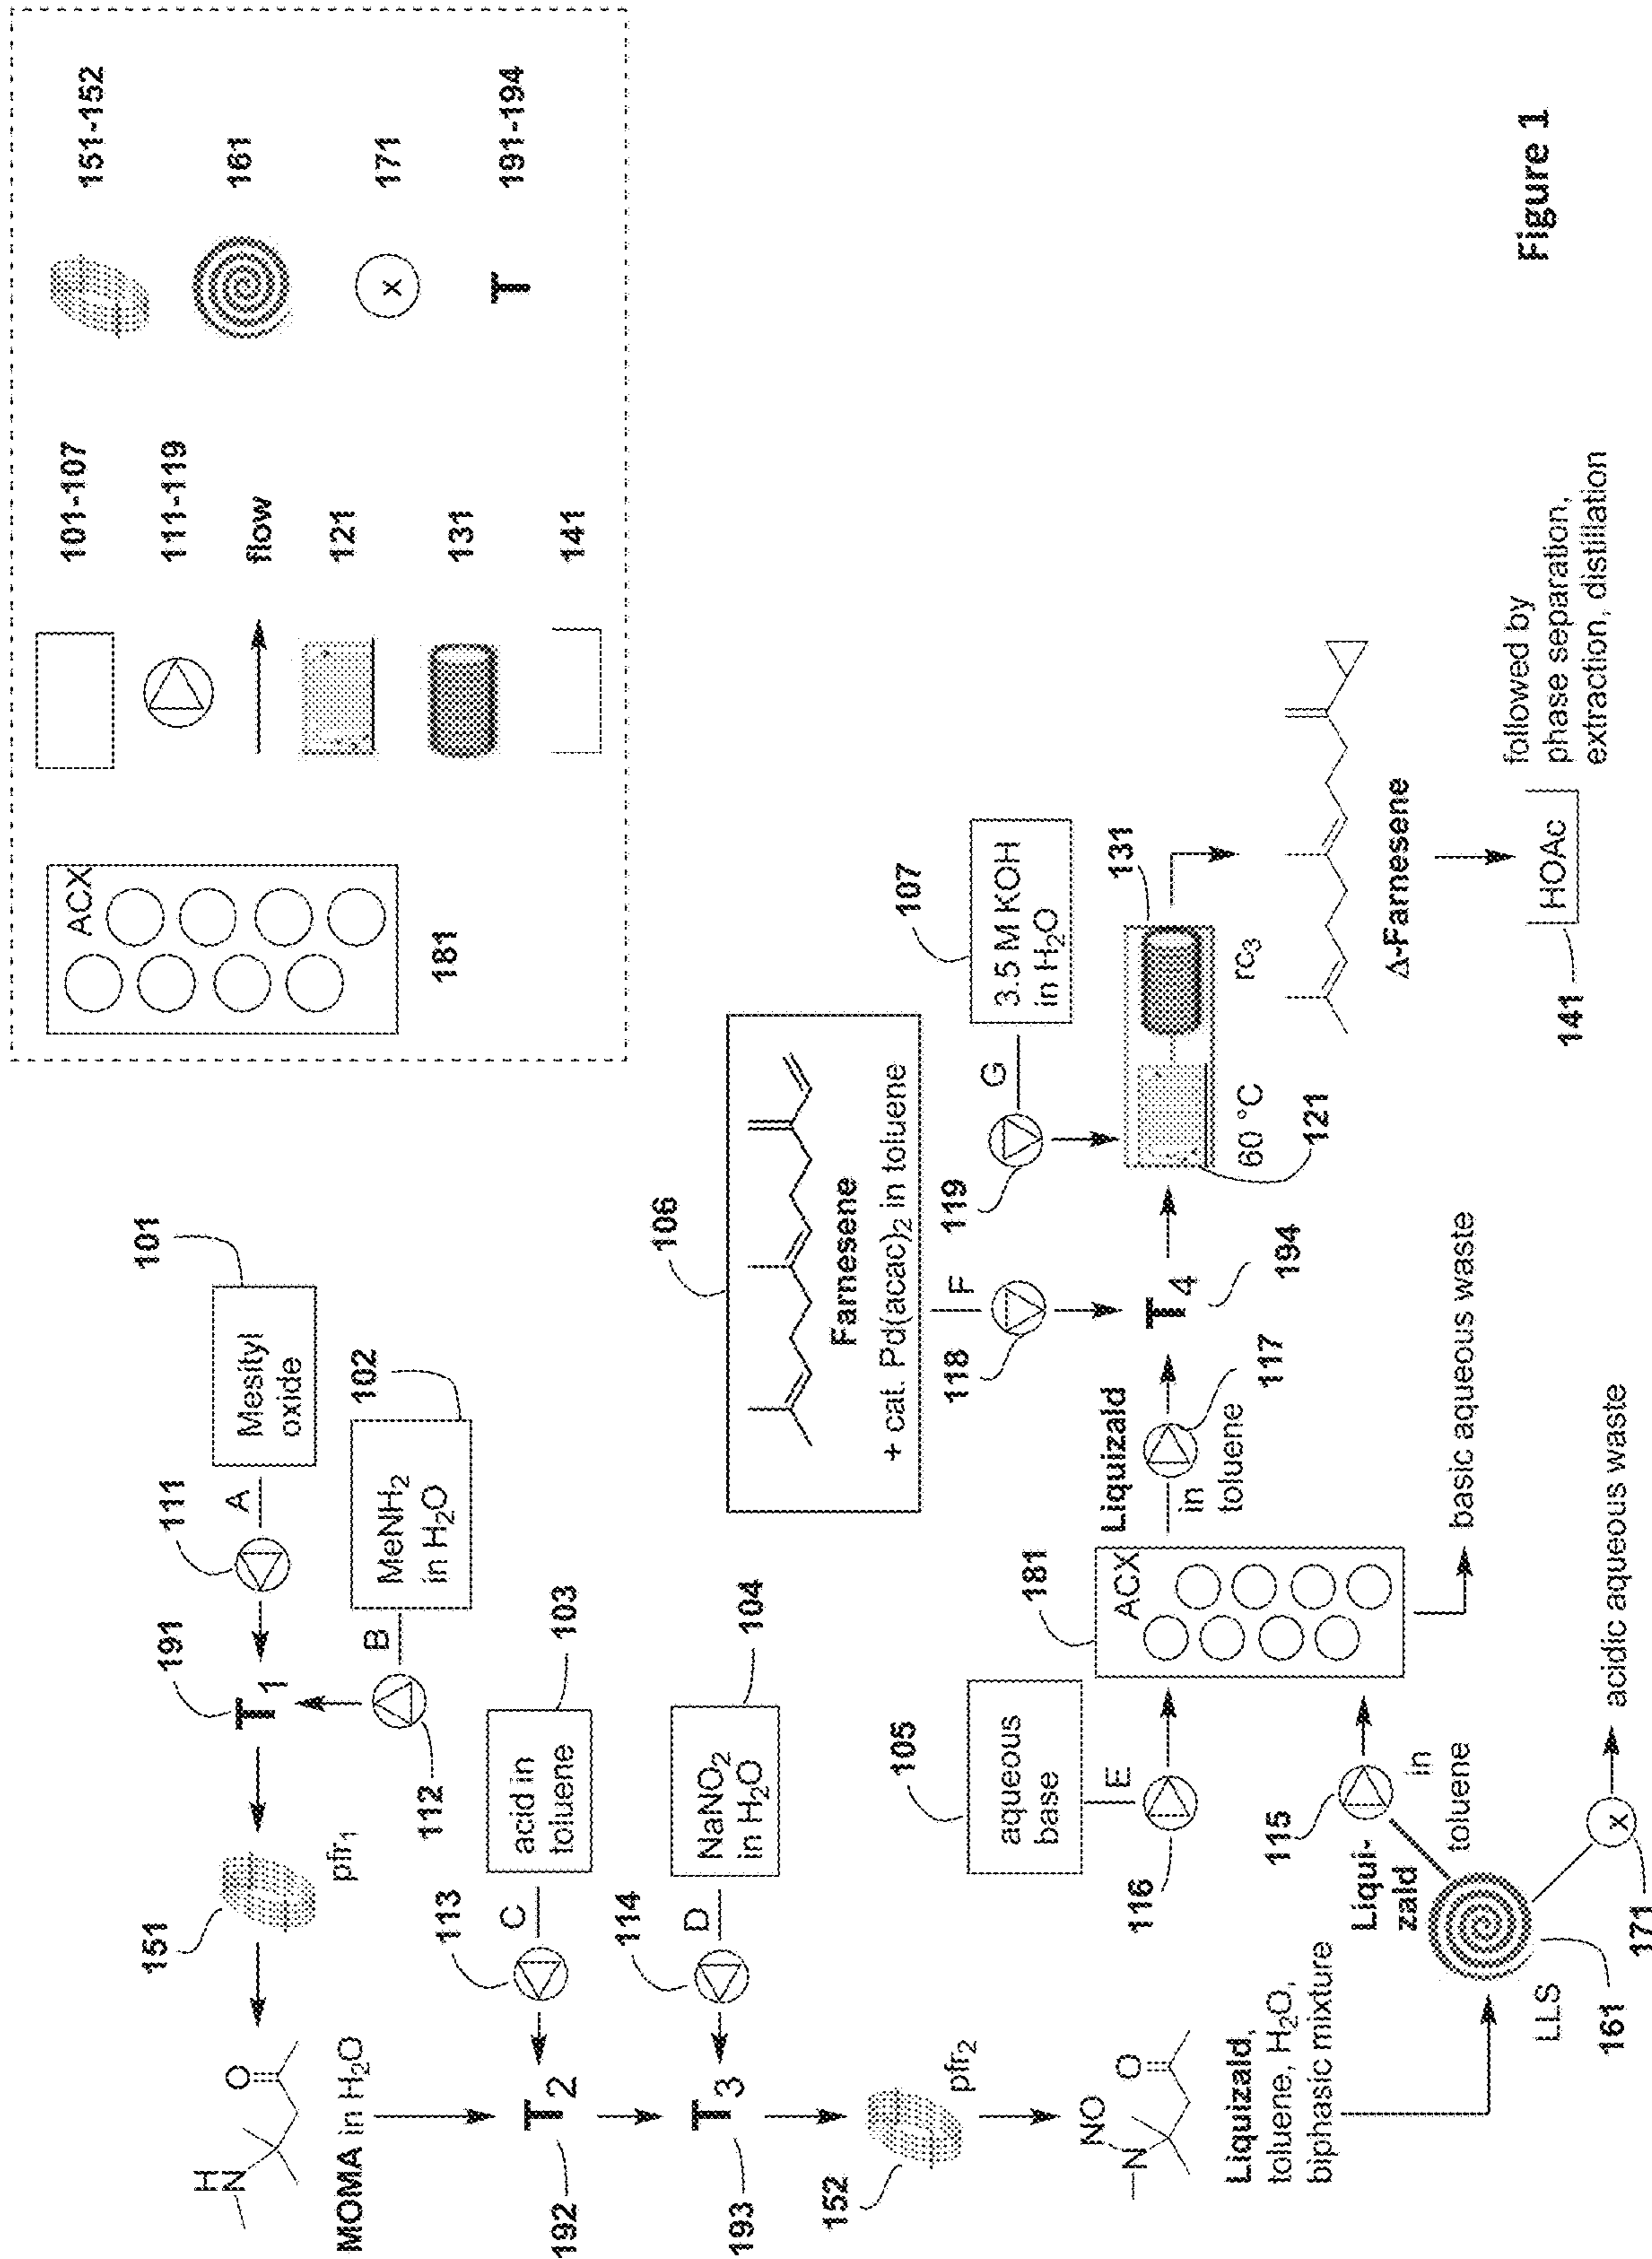 ACX
181
101-107
111-119
flow
121
131
141
151-152
161
x
171
T
191-194
101
Mesityl
oxide
A
111
191
T1
102
MeNH2
in H2O
B
112
151
pfr1
H
N
O
MOMA in H2O
103
acid in
toluene
C
113
T2
192
104
NaNO2
in H2O
D
114
T3
193
152
pfr2
NO
N
O
Liquizald,
toluene, H2O,
biphasic mixture
LLS
161
x
171
acidic aqueous waste
Liqui-
zald
in
toluene
115
105
aqueous
base
E
116
181
ACX
basic aqueous waste
Liquizald
in
toluene
117
106
Farnesene
+ cat. Pd(acac)2 in toluene
F
118
T4
194
107
3.5 M KOH
in H2O
G
119
60 °C
121
131
rc3
Δ-Farnesene
HOAc
141
followed by
phase separation,
extraction, distillation
Figure 1